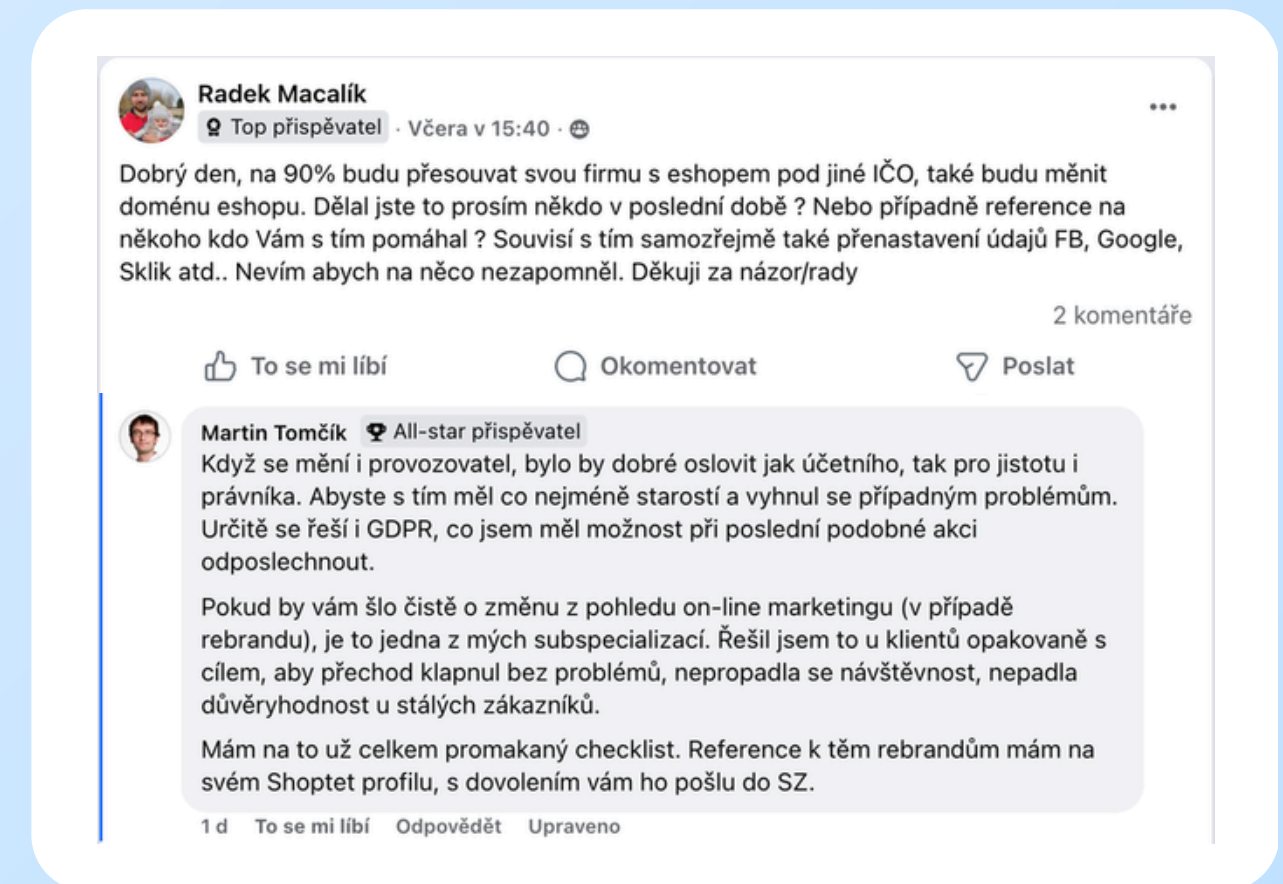 Radek Macalík
Top přispěvatel · Včera v 15:40 ·
Dobrý den, na 90% budu přesouvat svou firmu s eshopem pod jiné IČO, také budu měnit
doménu eshopu. Dělal jste to prosím někdo v poslední době ? Nebo případně reference na
někoho kdo Vám s tím pomáhal ? Souvisí s tím samozřejmě také přenastavení údajů FB, Google,
Sklik atd.. Nevím abych na něco nezapomněl. Děkuji za názor/rady
2 komentáře
To se mi líbí Okomentovat Poslat
Martin Tomčík All-star přispěvatel
Když se mění i provozovatel, bylo by dobré oslovit jak účetního, tak pro jistotu i
právníka. Abyste s tím měl co nejméně starostí a vyhnul se případným problémům.
Určitě se řeší i GDPR, co jsem měl možnost při poslední podobné akci
odposlechnout.
Pokud by vám šlo čistě o změnu z pohledu on-line marketingu (v případě
rebrandu), je to jedna z mých subspecializací. Řešil jsem to u klientů opakovaně s
cílem, aby přechod klapnul bez problémů, nepropadla se návštěvnost, nepadla
důvěryhodnost u stálých zákazníků.
Mám na to už celkem promakaný checklist. Reference k těm rebrandům mám na
svém Shoptet profilu, s dovolením vám ho pošlu do SZ.
1 d To se mi líbí Odpovědět Upraveno